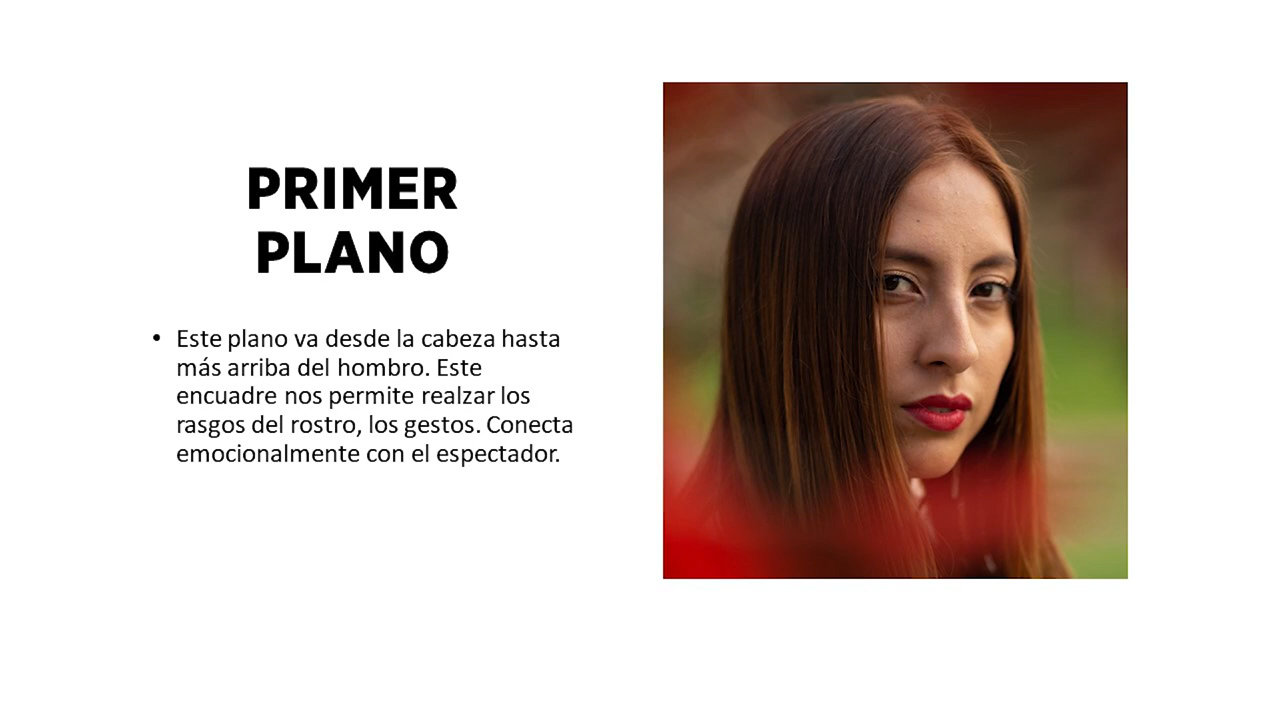 PRIMER
PLANO
• Este plano va desde la cabeza hasta
más arriba del hombro. Este
encuadre nos permite realzar los
rasgos del rostro, los gestos. Conecta
emocionalmente con el espectador.